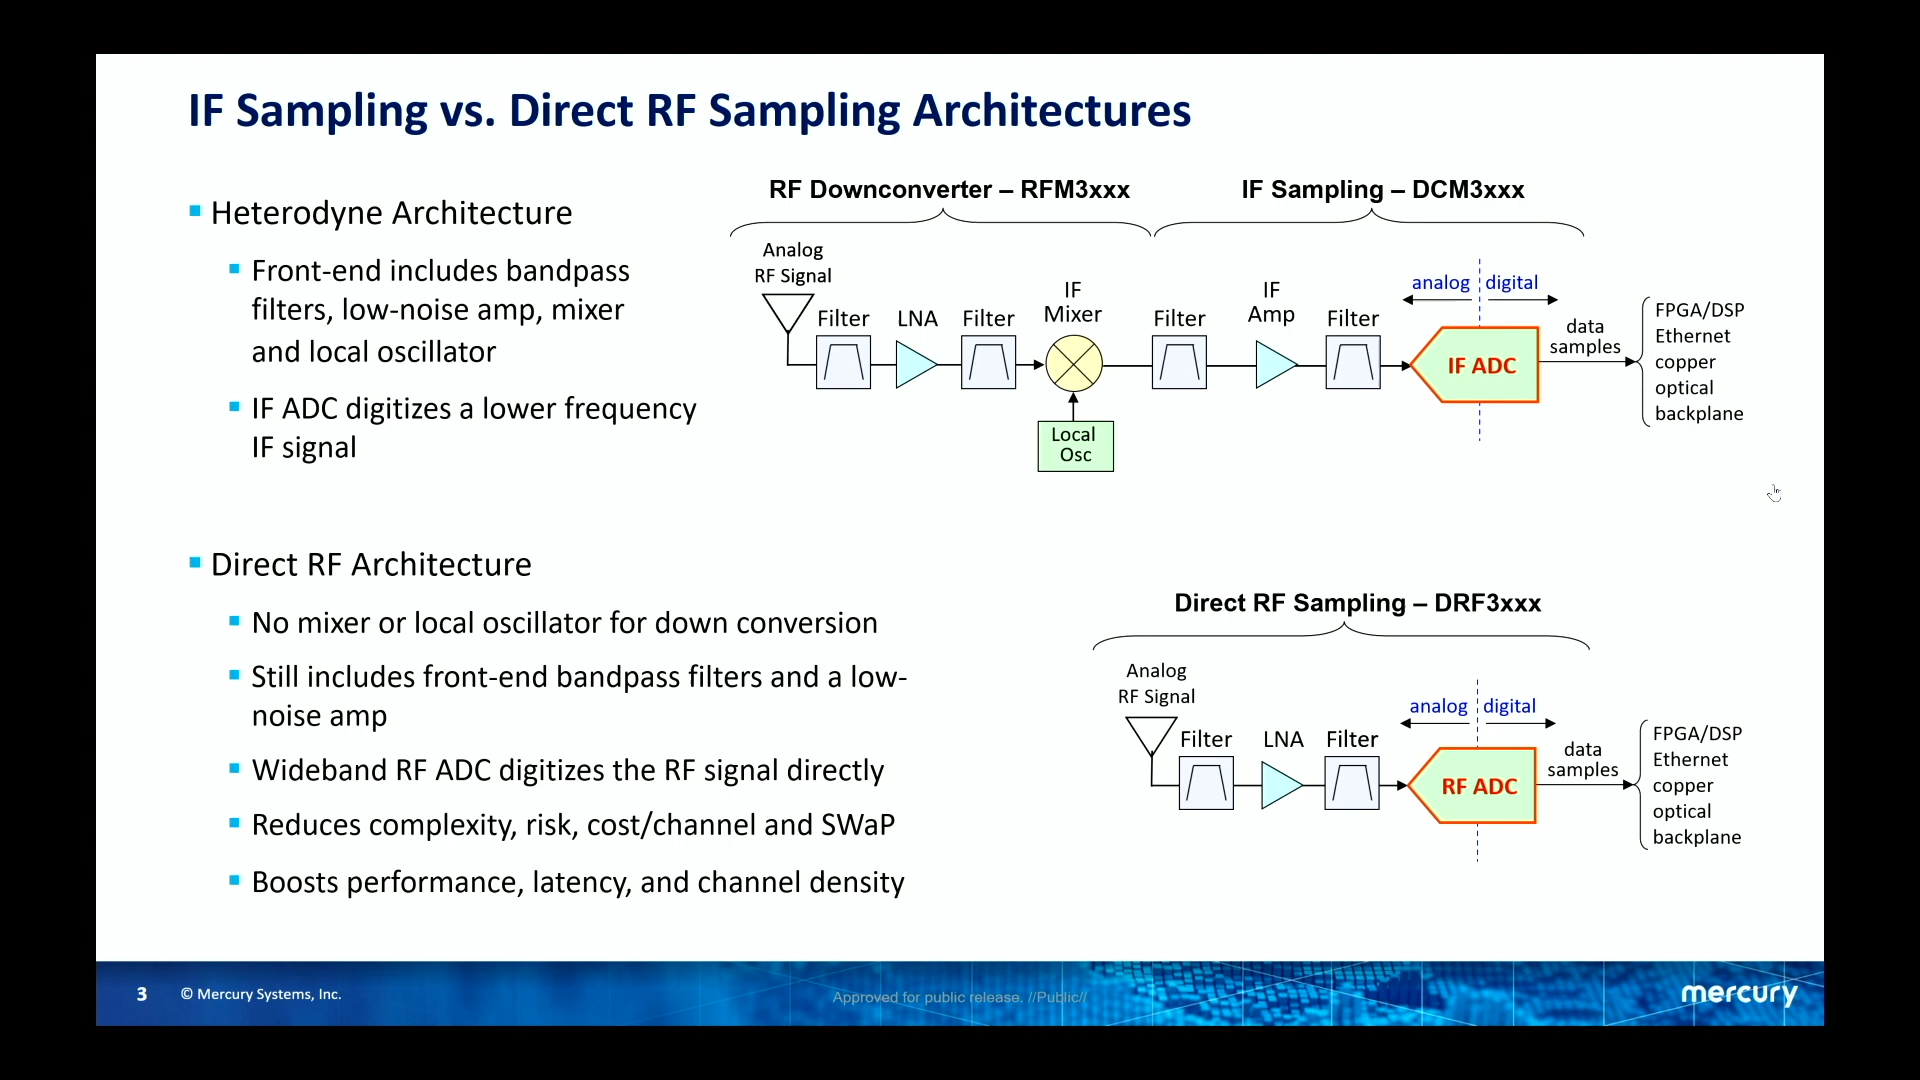 IF Sampling vs. Direct RF Sampling Architectures
Heterodyne Architecture
Front-end includes bandpass
filters, low-noise amp, mixer
and local oscillator
IF ADC digitizes a lower frequency
IF signal
RF Downconverter – RFM3xxx
IF Sampling – DCM3xxx
Analog
RF Signal
Filter
LNA
Filter
IF
Mixer
Local
Osc
Filter
IF
Amp
Filter
analog
digital
IF ADC
data
samples
FPGA/DSP
Ethernet
copper
optical
backplane
Direct RF Architecture
No mixer or local oscillator for down conversion
Still includes front-end bandpass filters and a low-
noise amp
Wideband RF ADC digitizes the RF signal directly
Reduces complexity, risk, cost/channel and SWaP
Boosts performance, latency, and channel density
Direct RF Sampling – DRF3xxx
Analog
RF Signal
Filter
LNA
Filter
analog
digital
RF ADC
data
samples
FPGA/DSP
Ethernet
copper
optical
backplane
3
© Mercury Systems, Inc.
Approved for public release. //Public//
mercury